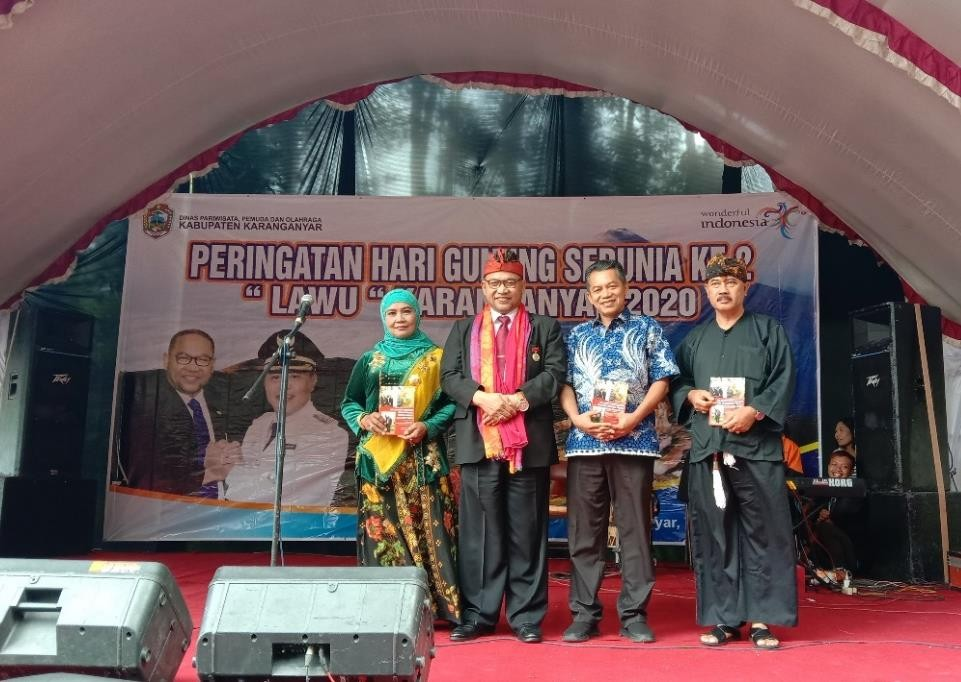 DINAS PARIWISATA, PEMUDA DAN OLAHRAGA
KABUPATEN KARANGANYAR
wonderful
indonesia
PERINGATAN HARI GUNUNG SEDUNIA KE 2
“ LAWU “ KARANGANYAR 2020
PEAVEY
PEAVEY
KORG
yar,